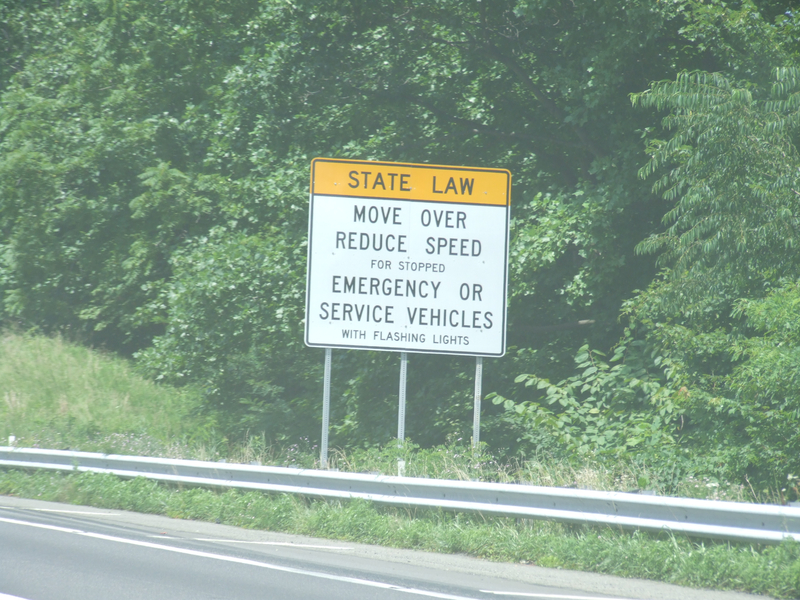 STATE LAW
MOVE OVER
REDUCE SPEED
FOR STOPPED
EMERGENCY OR
SERVICE VEHICLES
WITH FLASHING LIGHTS